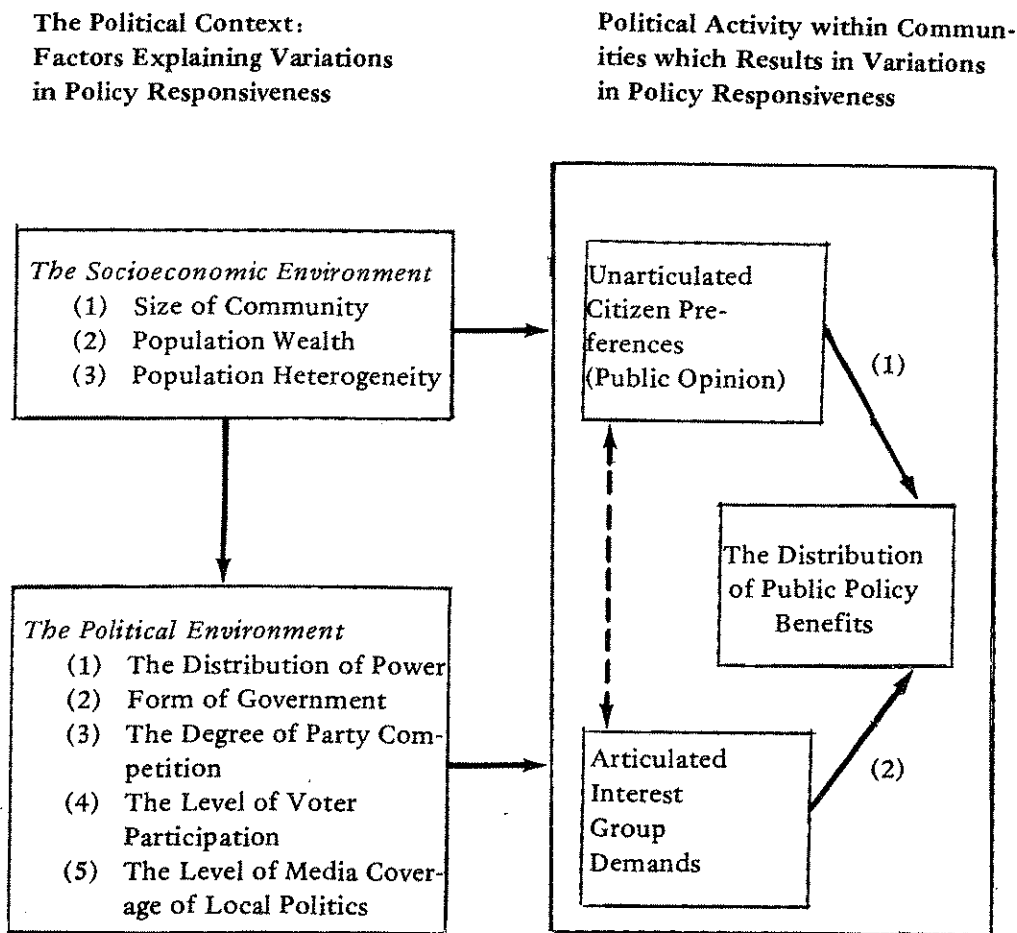 The Political Context:
Factors Explaining Variations
in Policy Responsiveness
Political Activity within Commun-
ities which Results in Variations
in Policy Responsiveness
The Socioeconomic Environment
(1) Size of Community
(2) Population Wealth
(3) Population Heterogeneity
The Political Environment
(1) The Distribution of Power
(2) Form of Government
(3) The Degree of Party Com-
petition
(4) The Level of Voter
Participation
(5) The Level of Media Cover-
age of Local Politics
Unarticulated
Citizen Pre-
ferences
(Public Opinion)
(1)
The Distribution
of Public Policy
Benefits
Articulated
Interest
Group
Demands
(2)